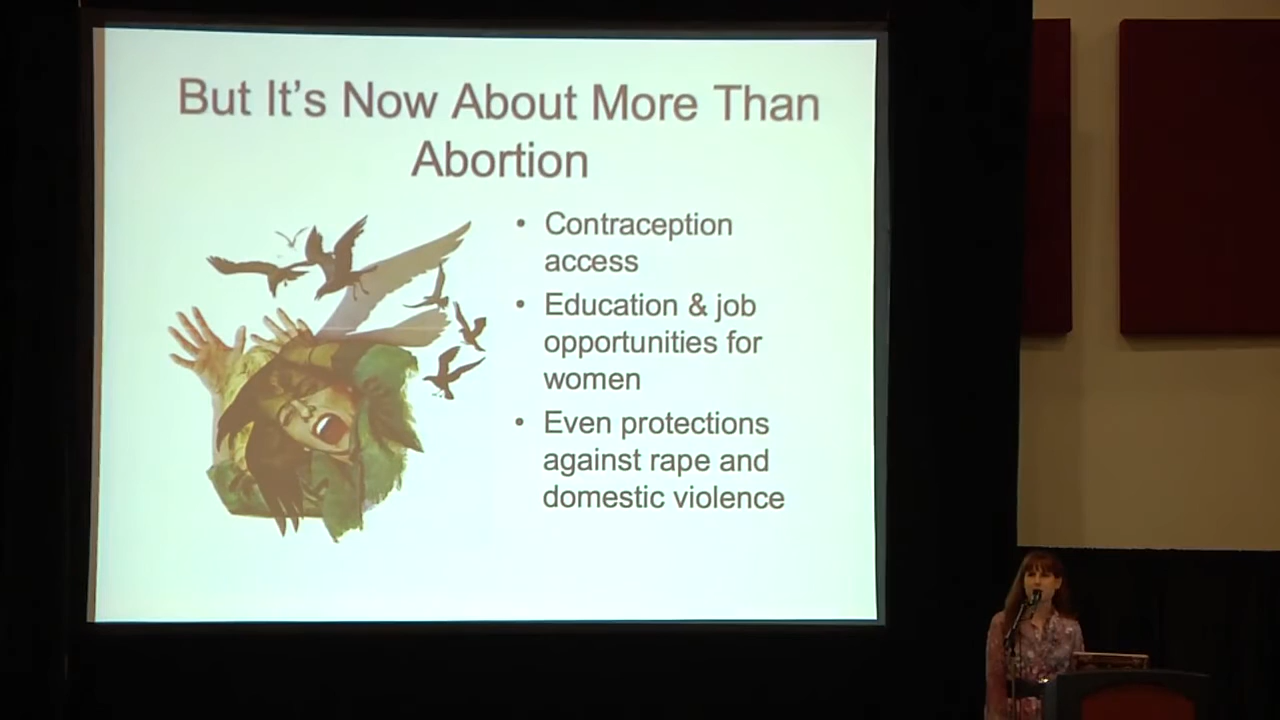 But It's Now About More Than
Abortion
• Contraception
access
• Education & job
opportunities for
women
• Even protections
against rape and
domestic violence